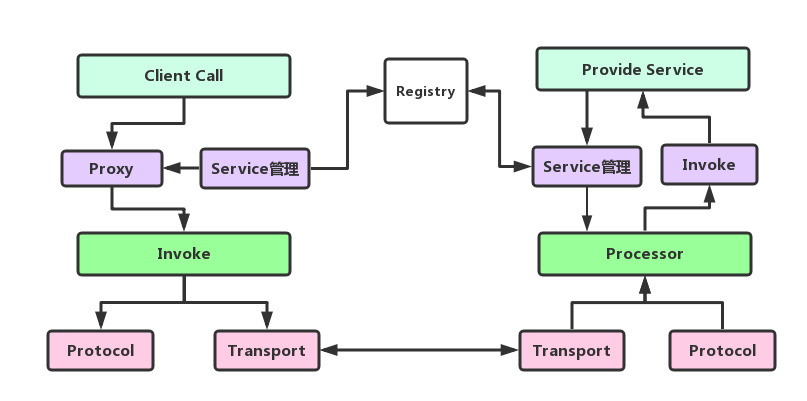 Client Call
Registry
Provide Service
Proxy
Service管理
Service管理
Invoke
Invoke
Processor
Protocol
Transport
Transport
Protocol